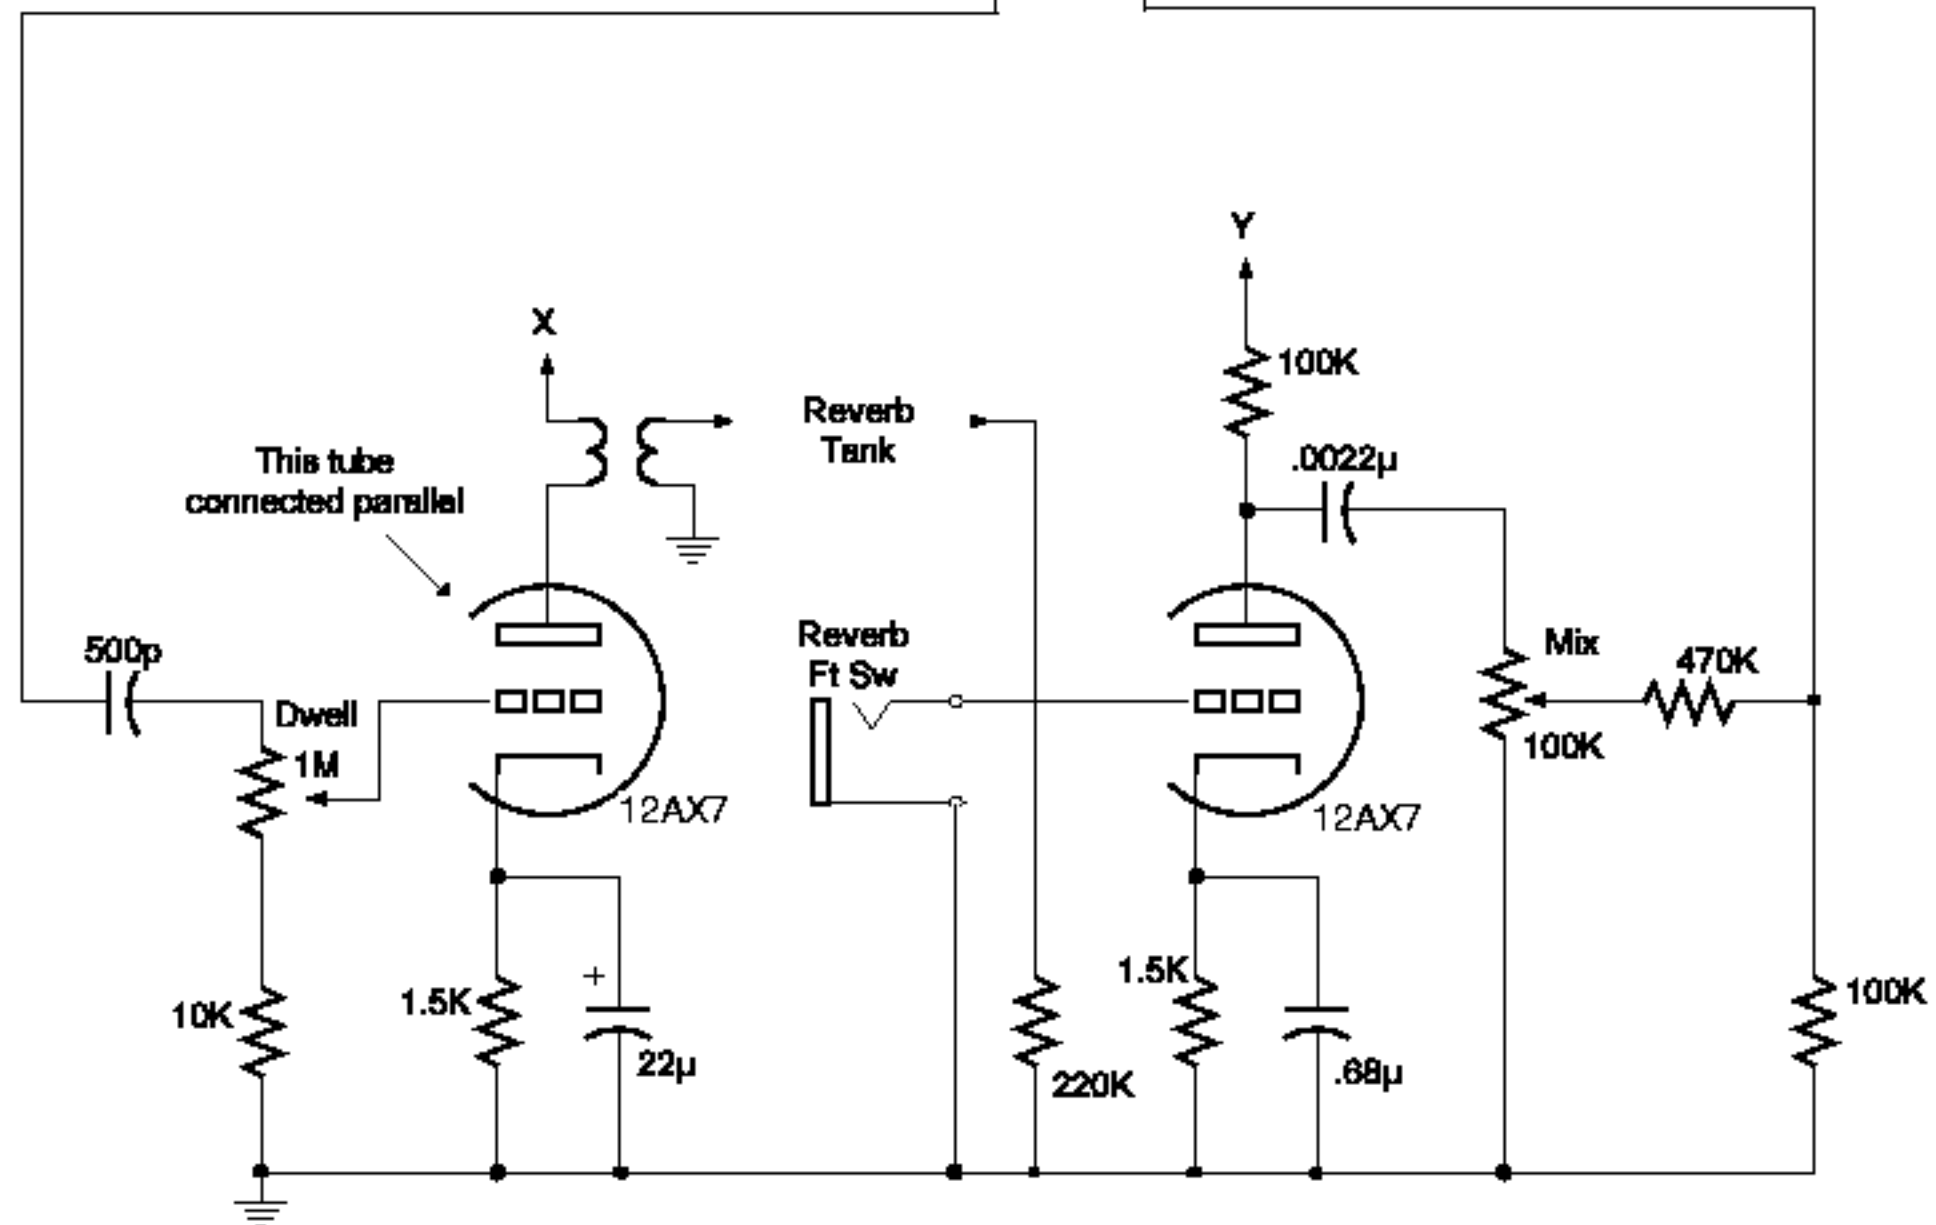 Y
X
100K
Reverb
Tank
.0022µ
This tube
connected parallel
500p
Reverb
Ft Sw
Mix
470K
Dwell
1M
100K
12AX7
12AX7
10K
1.5K
+
22µ
220K
1.5K
.68µ
100K